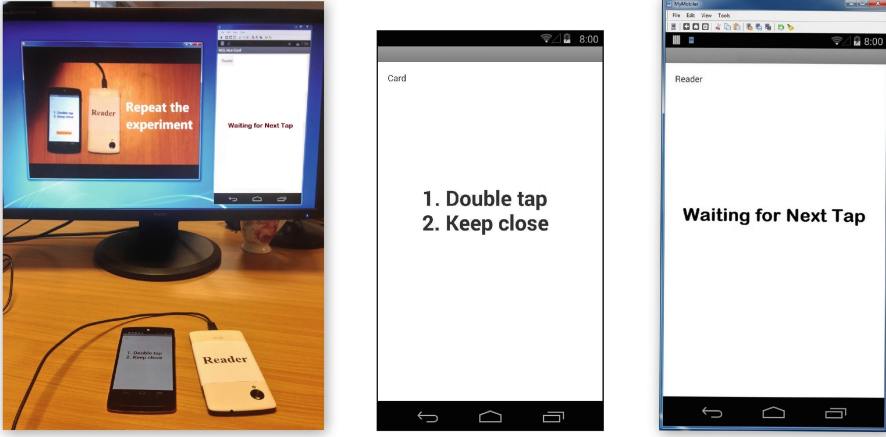 Repeat the
experiment
Reader
Waiting for Next Tap
1. Double tap
2. Keep close
Reader
8:00
Card
1. Double tap
2. Keep close
MyMobiler
File Edit View Tools
8:00
Reader
Waiting for Next Tap